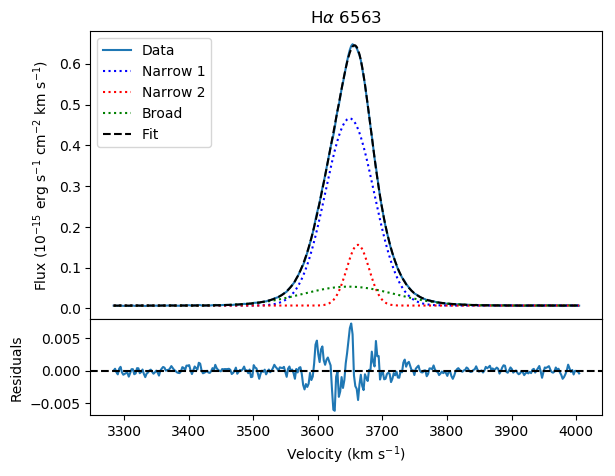 Hα 6563
Data
Narrow 1
Narrow 2
Broad
Fit
Flux (10⁻¹⁵ erg s⁻¹ cm⁻² km s⁻¹)
0.6
0.5
0.4
0.3
0.2
0.1
0.0
Residuals
0.005
0.000
−0.005
3300 3400 3500 3600 3700 3800 3900 4000
Velocity (km s⁻¹)